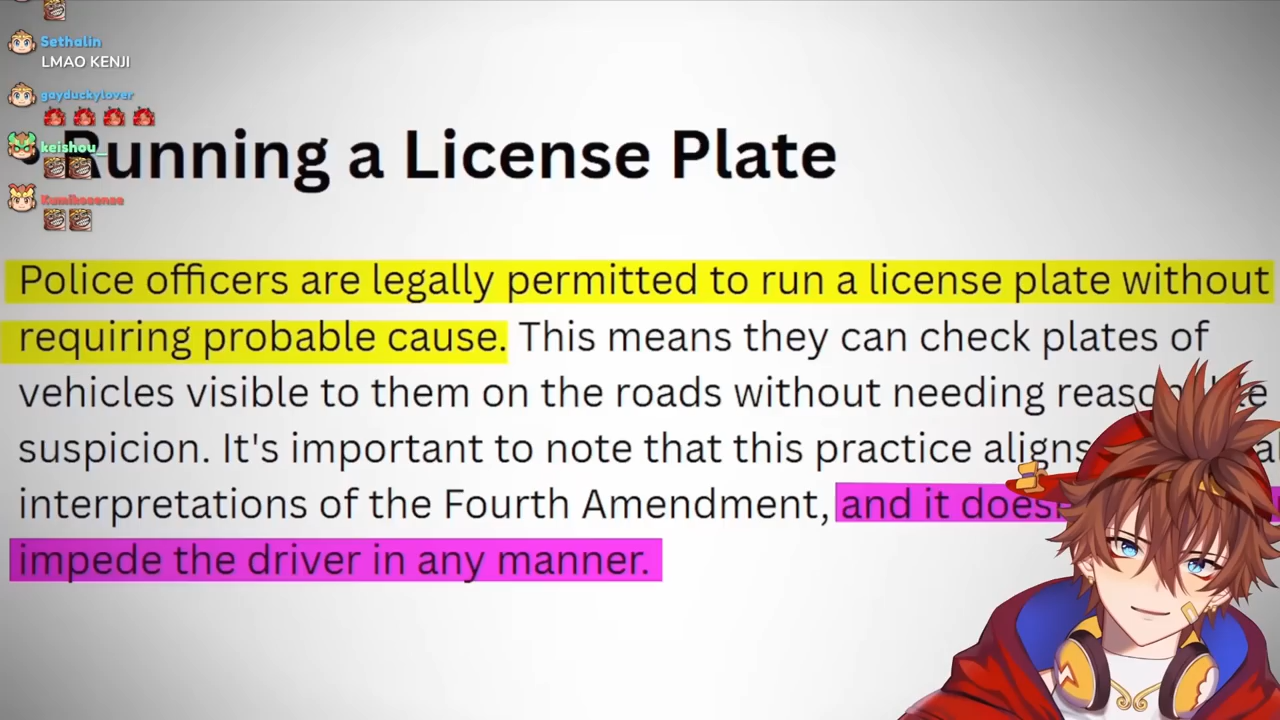 Sethalin
LMAO KENJI
gayduckylover
keishou_
Kumikosense
Running a License Plate
Police officers are legally permitted to run a license plate without
requiring probable cause. This means they can check plates of
vehicles visible to them on the roads without needing
suspicion. It's important to note that this practice aligns
interpretations of the Fourth Amendment, and it
impede the driver in any manner.